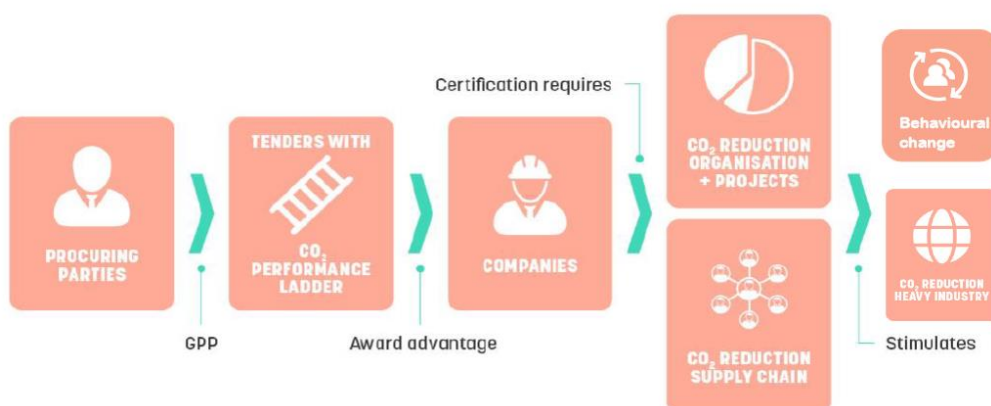 PROCURING
PARTIES
GPP
TENDERS WITH
CO₂
PERFORMANCE
LADDER
Award advantage
COMPANIES
Certification requires
CO₂ REDUCTION
ORGANISATION
+ PROJECTS
CO₂ REDUCTION
SUPPLY CHAIN
Behavioural
change
CO₂ REDUCTION
HEAVY INDUSTRY
Stimulates